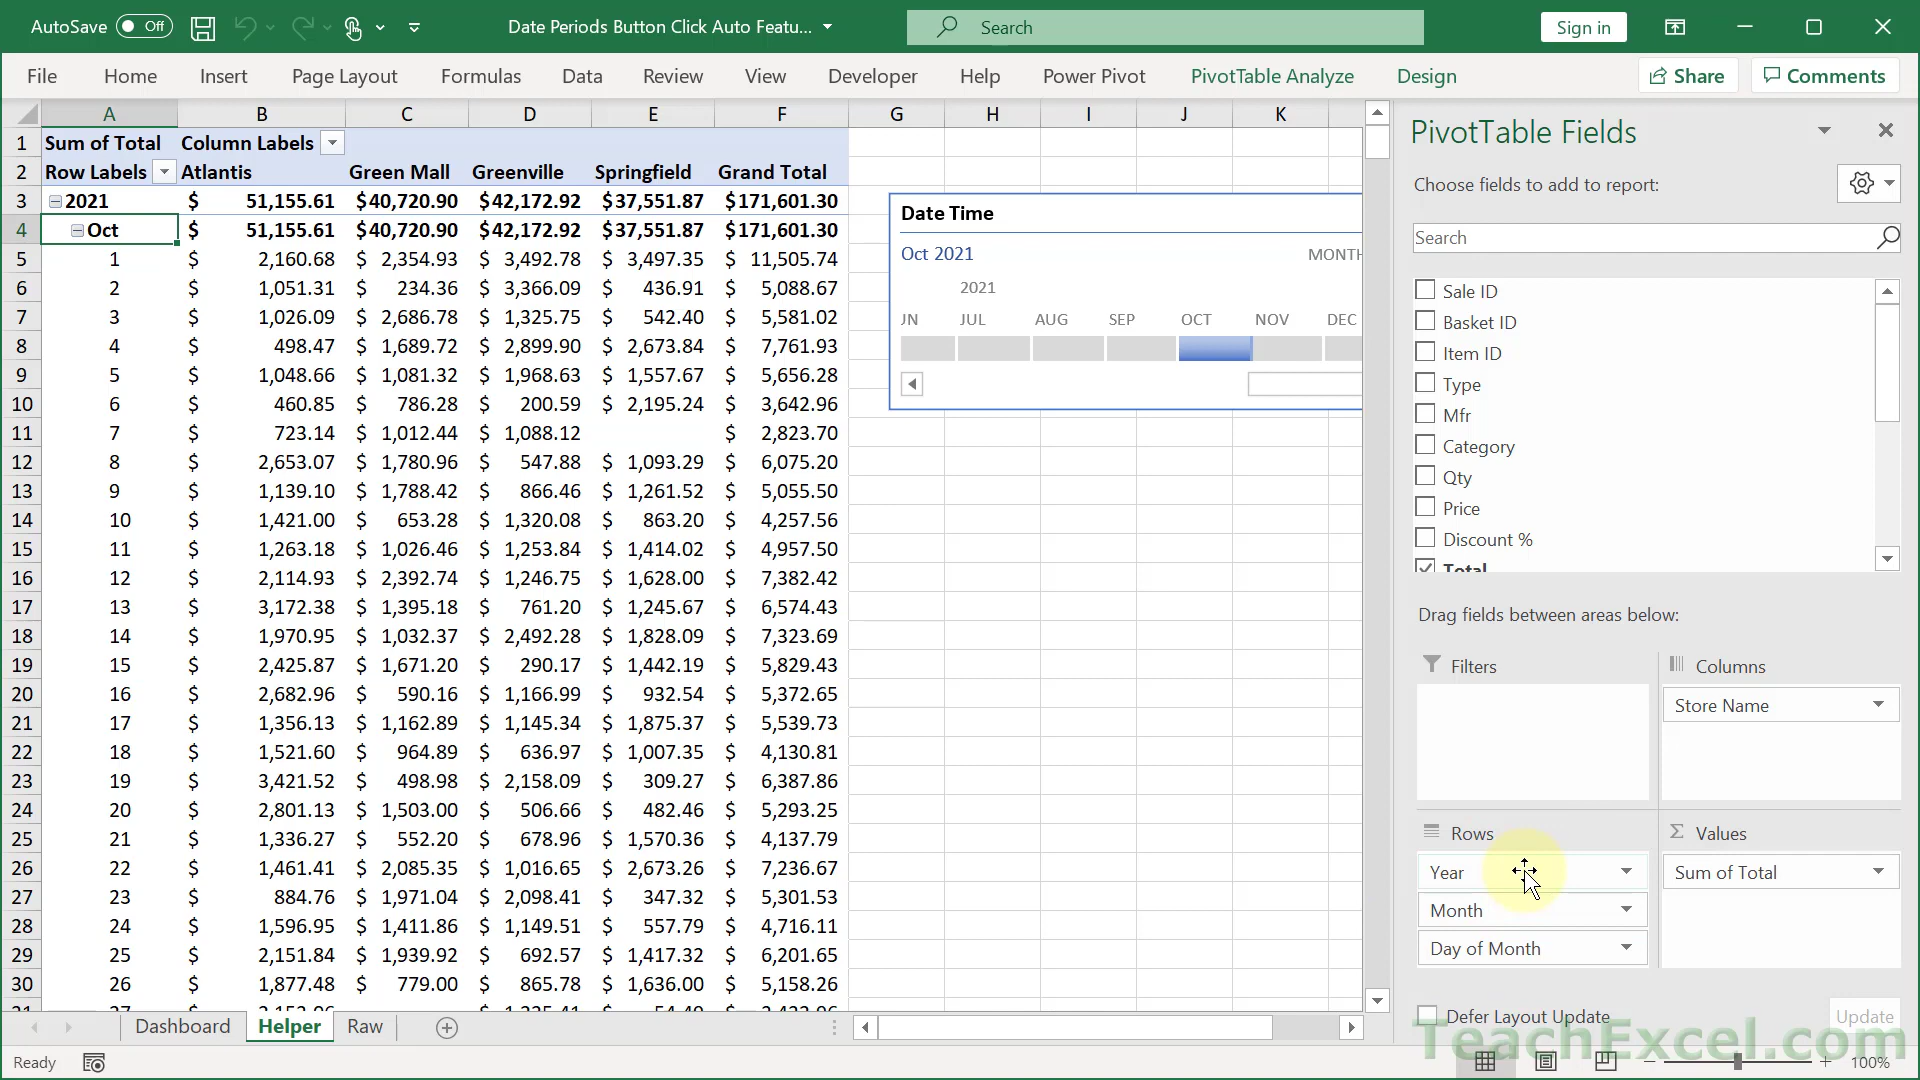 AutoSave Off Date Periods Button Click Auto Featu... Search Sign in
File Home Insert Page Layout Formulas Data Review View Developer Help Power Pivot PivotTable Analyze Design Share Comments
A B C D E F G H I J K
1 Sum of Total Column Labels
2 Row Labels Atlantis Green Mall Greenville Springfield Grand Total
3 2021 $ 51,155.61 $40,720.90 $42,172.92 $37,551.87 $171,601.30
4 Oct $ 51,155.61 $40,720.90 $42,172.92 $37,551.87 $171,601.30
5 1 $ 2,160.68 $ 2,354.93 $ 3,492.78 $ 3,497.35 $ 11,505.74
6 2 $ 1,051.31 $ 234.36 $ 3,366.09 $ 436.91 $ 5,088.67
7 3 $ 1,026.09 $ 2,686.78 $ 1,325.75 $ 542.40 $ 5,581.02
8 4 $ 498.47 $ 1,689.72 $ 2,899.90 $ 2,673.84 $ 7,761.93
9 5 $ 1,048.66 $ 1,081.32 $ 1,968.63 $ 1,557.67 $ 5,656.28
10 6 $ 460.85 $ 786.28 $ 200.59 $ 2,195.24 $ 3,642.96
11 7 $ 723.14 $ 1,012.44 $ 1,088.12 $ 2,823.70
12 8 $ 2,653.07 $ 1,780.96 $ 547.88 $ 1,093.29 $ 6,075.20
13 9 $ 1,139.10 $ 1,788.42 $ 866.46 $ 1,261.52 $ 5,055.50
14 10 $ 1,421.00 $ 653.28 $ 1,320.08 $ 863.20 $ 4,257.56
15 11 $ 1,263.18 $ 1,026.46 $ 1,253.84 $ 1,414.02 $ 4,957.50
16 12 $ 2,114.93 $ 2,392.74 $ 1,246.75 $ 1,628.00 $ 7,382.42
17 13 $ 3,172.38 $ 1,395.18 $ 761.20 $ 1,245.67 $ 6,574.43
18 14 $ 1,970.95 $ 1,032.37 $ 2,492.28 $ 1,828.09 $ 7,323.69
19 15 $ 2,425.87 $ 1,671.20 $ 290.17 $ 1,442.19 $ 5,829.43
20 16 $ 2,682.96 $ 590.16 $ 1,166.99 $ 932.54 $ 5,372.65
21 17 $ 1,356.13 $ 1,162.89 $ 1,145.34 $ 1,875.37 $ 5,539.73
22 18 $ 1,521.60 $ 964.89 $ 636.97 $ 1,007.35 $ 4,130.81
23 19 $ 3,421.52 $ 498.98 $ 2,158.09 $ 309.27 $ 6,387.86
24 20 $ 2,801.13 $ 1,503.00 $ 506.66 $ 482.46 $ 5,293.25
25 21 $ 1,336.27 $ 552.20 $ 678.96 $ 1,570.36 $ 4,137.79
26 22 $ 1,461.41 $ 2,085.35 $ 1,016.65 $ 2,673.26 $ 7,236.67
27 23 $ 884.76 $ 1,971.04 $ 2,098.41 $ 347.32 $ 5,301.53
28 24 $ 1,596.95 $ 1,411.86 $ 1,149.51 $ 557.79 $ 4,716.11
29 25 $ 2,151.84 $ 1,939.92 $ 692.57 $ 1,417.32 $ 6,201.65
30 26 $ 1,877.48 $ 779.00 $ 865.78 $ 1,636.00 $ 5,158.26
Date Time
Oct 2021 MONTH
2021
JN JUL AUG SEP OCT NOV DEC
PivotTable Fields
Choose fields to add to report:
Search
Sale ID
Basket ID
Item ID
Type
Mfr
Category
Qty
Price
Discount %
Total
Drag fields between areas below:
Filters Columns
Store Name
Rows Σ Values
Year Sum of Total
Month
Day of Month
Defer Layout Update Update
Dashboard Helper Raw
TeachExcel.com
Ready 100%